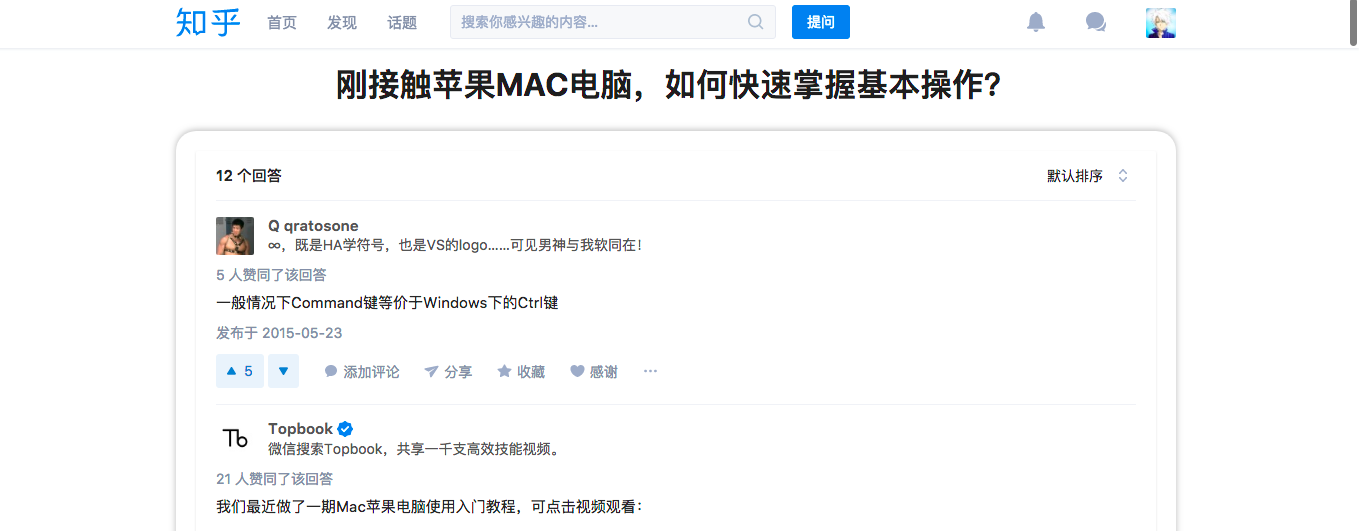 知乎 首页 发现 话题 搜索你感兴趣的内容... 提问
刚接触苹果MAC电脑，如何快速掌握基本操作？
12 个回答 默认排序
Q qratosone
∞，既是HA学符号，也是VS的logo……可见男神与我软同在！
5 人赞同了该回答
一般情况下Command键等价于Windows下的Ctrl键
发布于 2015-05-23
5 添加评论 分享 收藏 感谢 ···
Tb Topbook
微信搜索Topbook，共享一千支高效技能视频。
21 人赞同了该回答
我们最近做了一期Mac苹果电脑使用入门教程，可点击视频观看：